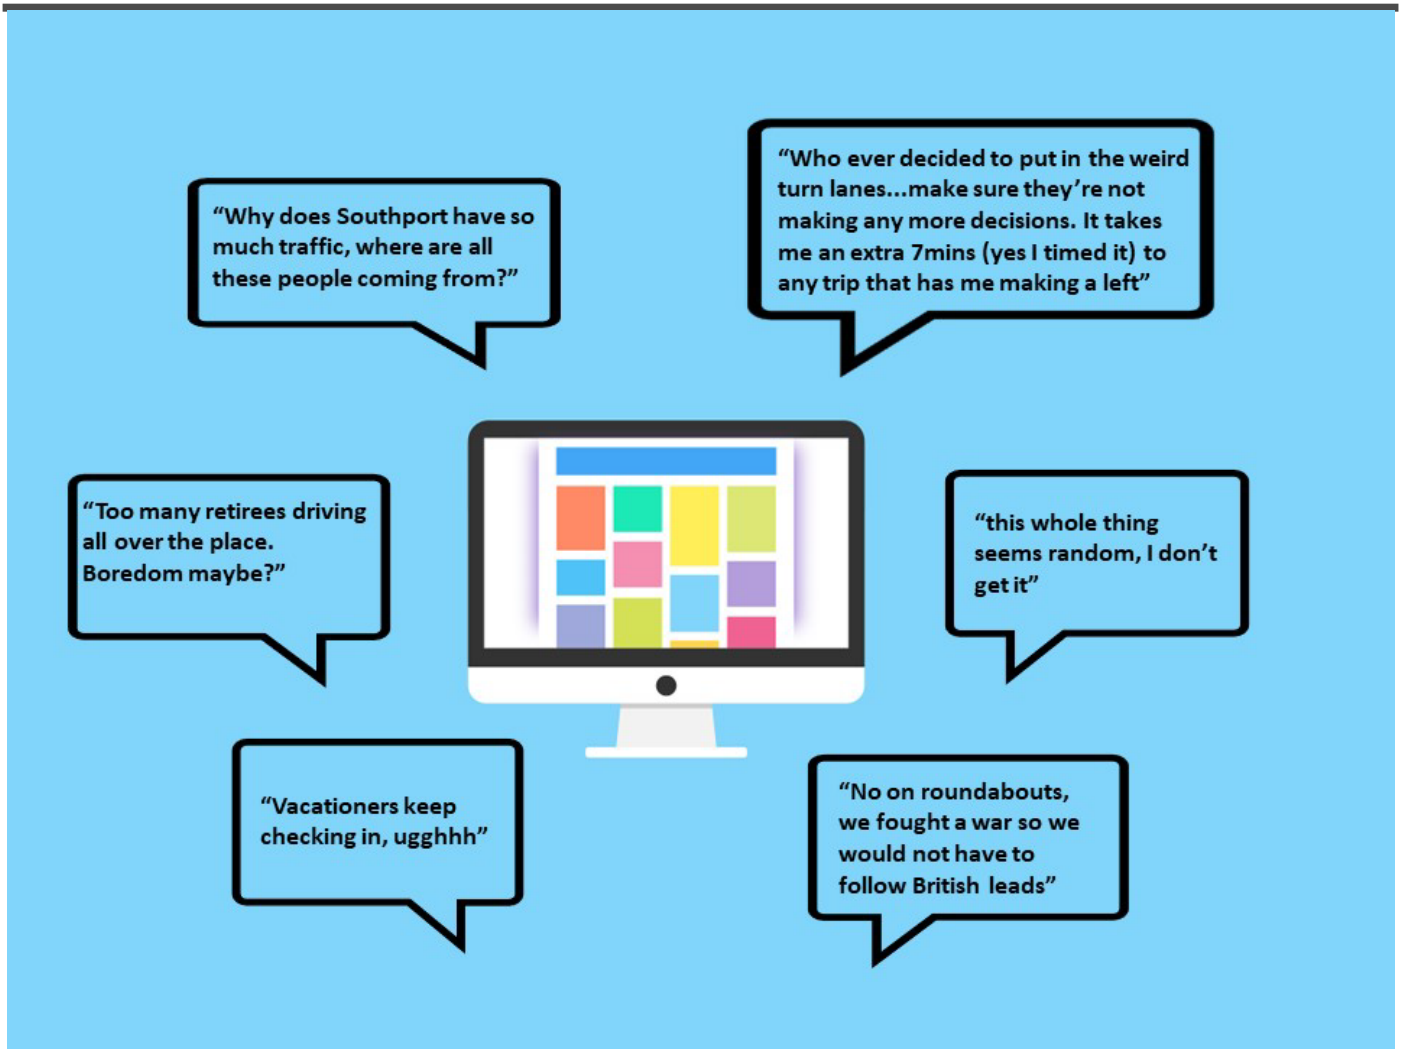 “Why does Southport have so
much traffic, where are all
these people coming from?”
“Who ever decided to put in the weird
turn lanes...make sure they’re not
making any more decisions. It takes
me an extra 7mins (yes I timed it) to
any trip that has me making a left”
“Too many retirees driving
all over the place.
Boredom maybe?”
“this whole thing
seems random, I don’t
get it”
“Vacationers keep
checking in, ugghhh”
“No on roundabouts,
we fought a war so we
would not have to
follow British leads”